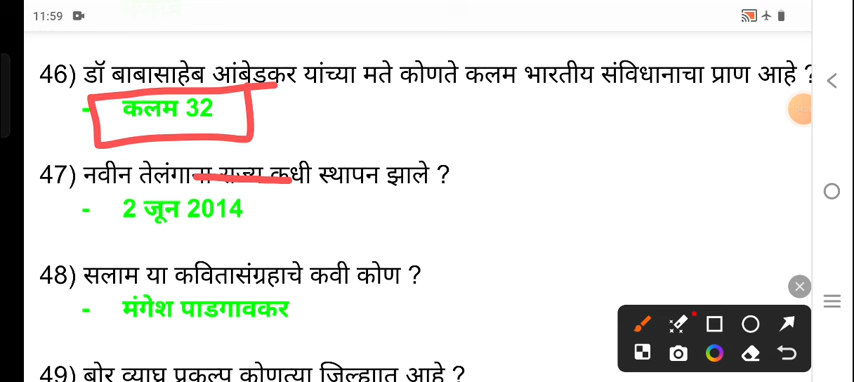 11:59
46) डॉ बाबासाहेब आंबेडकर यांच्या मते कोणते कलम भारतीय संविधानाचा प्राण आहे ?
- कलम 32
47) नवीन तेलंगाना राज्य कधी स्थापन झाले ?
- 2 जून 2014
48) सलाम या कवितासंग्रहाचे कवी कोण ?
- मंगेश पाडगावकर
49) बोर व्याघ्र प्रकल्प कोणत्या जिल्ह्यात आहे ?